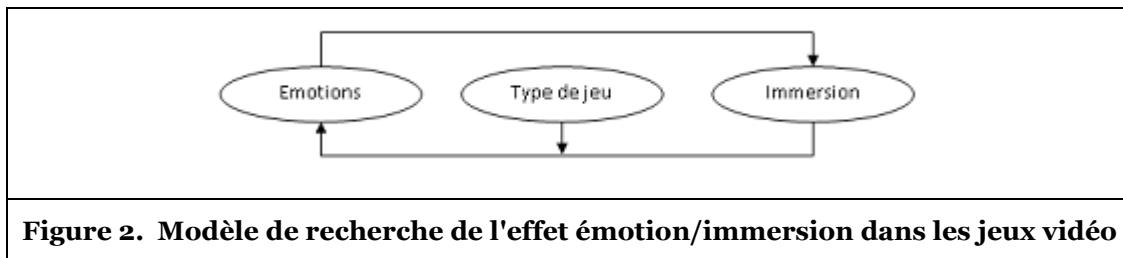 Emotions
Type de jeu
Immersion
Figure 2. Modèle de recherche de l'effet émotion/immersion dans les jeux vidéo